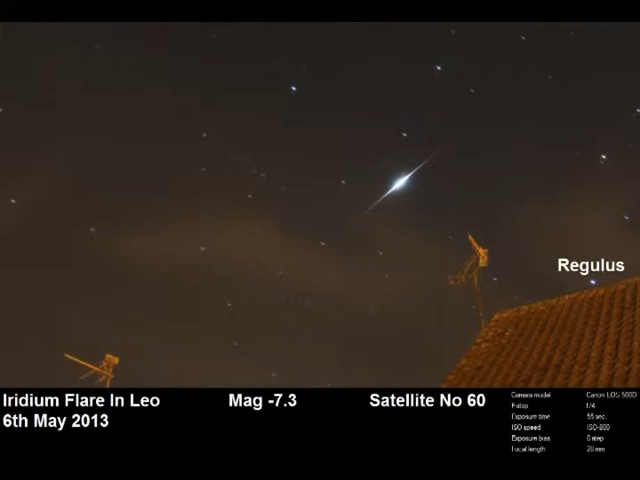 Regulus
Iridium Flare In Leo Mag -7.3 Satellite No 60
6th May 2013
Camera model Canon EOS 500D
F-stop f/4
Exposure time 55 sec.
ISO speed ISO-800
Exposure bias 0 step
Focal length 20 mm